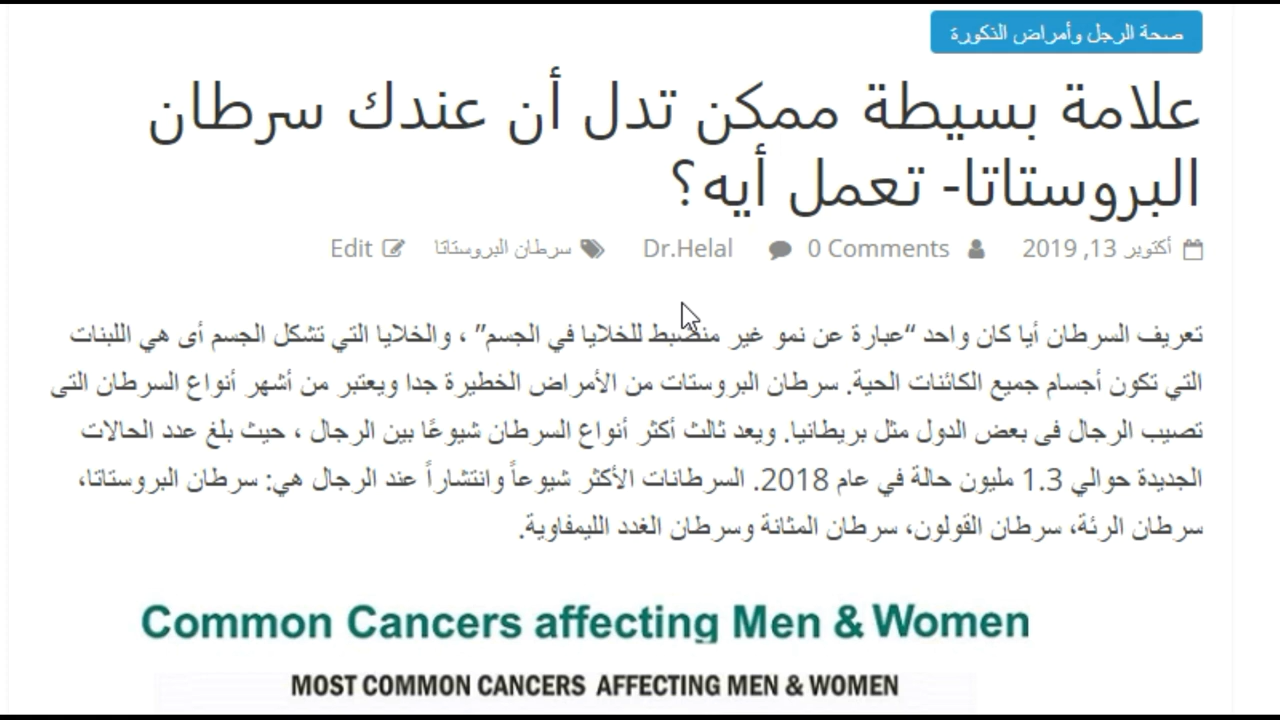 صحة الرجل وأمراض الذكورة
علامة بسيطة ممكن تدل أن عندك سرطان
البروستاتا- تعمل أيه؟
أكتوبر 13, 2019 0 Comments Dr.Helal سرطان البروستاتا Edit
تعريف السرطان أيا كان واحد “عبارة عن نمو غير منضبط للخلايا في الجسم” ، والخلايا التي تشكل الجسم أى هي اللبنات
التي تكون أجسام جميع الكائنات الحية. سرطان البروستات من الأمراض الخطيرة جدا ويعتبر من أشهر أنواع السرطان التى
تصيب الرجال فى بعض الدول مثل بريطانيا. ويعد ثالث أكثر أنواع السرطان شيوعًا بين الرجال ، حيث بلغ عدد الحالات
الجديدة حوالي 1.3 مليون حالة في عام 2018. السرطانات الأكثر شيوعاً وانتشاراً عند الرجال هي: سرطان البروستاتا،
سرطان الرئة، سرطان القولون، سرطان المثانة وسرطان الغدد الليمفاوية.
Common Cancers affecting Men & Women
MOST COMMON CANCERS AFFECTING MEN & WOMEN